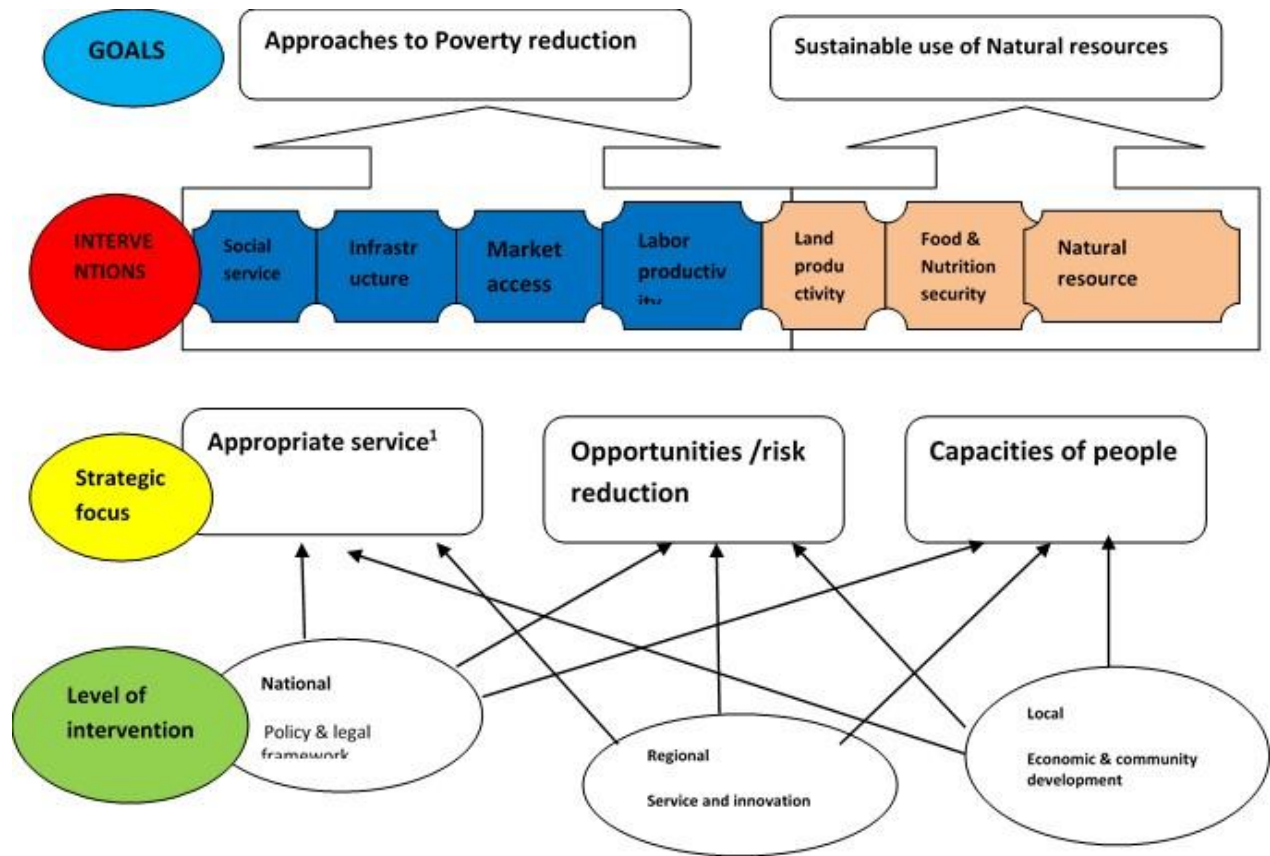 GOALS
Approaches to Poverty reduction
Sustainable use of Natural resources
INTERVE
NTIONS
Social
service
Infrastr
ucture
Market
access
Labor
productiv
Land
produ
ctivity
Food &
Nutrition
security
Natural
resource
Strategic
focus
Appropriate service¹
Opportunities /risk
reduction
Capacities of people
Level of
intervention
National
Policy & legal
framework
Regional
Service and innovation
Local
Economic & community
development